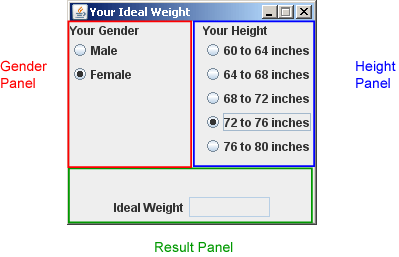 Your Ideal Weight
Your Gender
Male
Female
Your Height
60 to 64 inches
64 to 68 inches
68 to 72 inches
72 to 76 inches
76 to 80 inches
Gender
Panel
Height
Panel
Ideal Weight
Result Panel